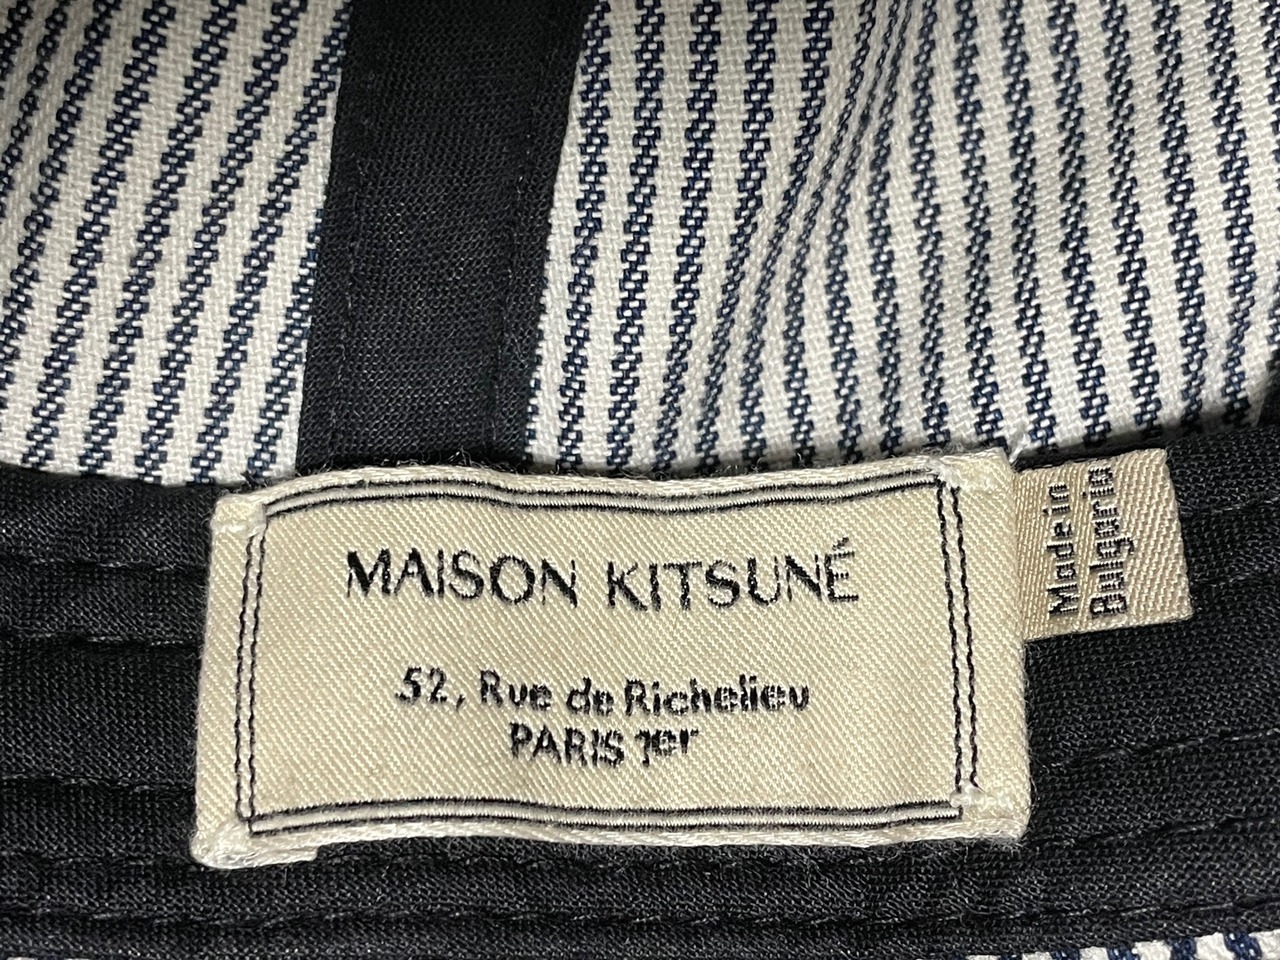 MAISON KITSUNÉ
52, Rue de Richelieu
PARIS 1er
Made in
Bulgaria